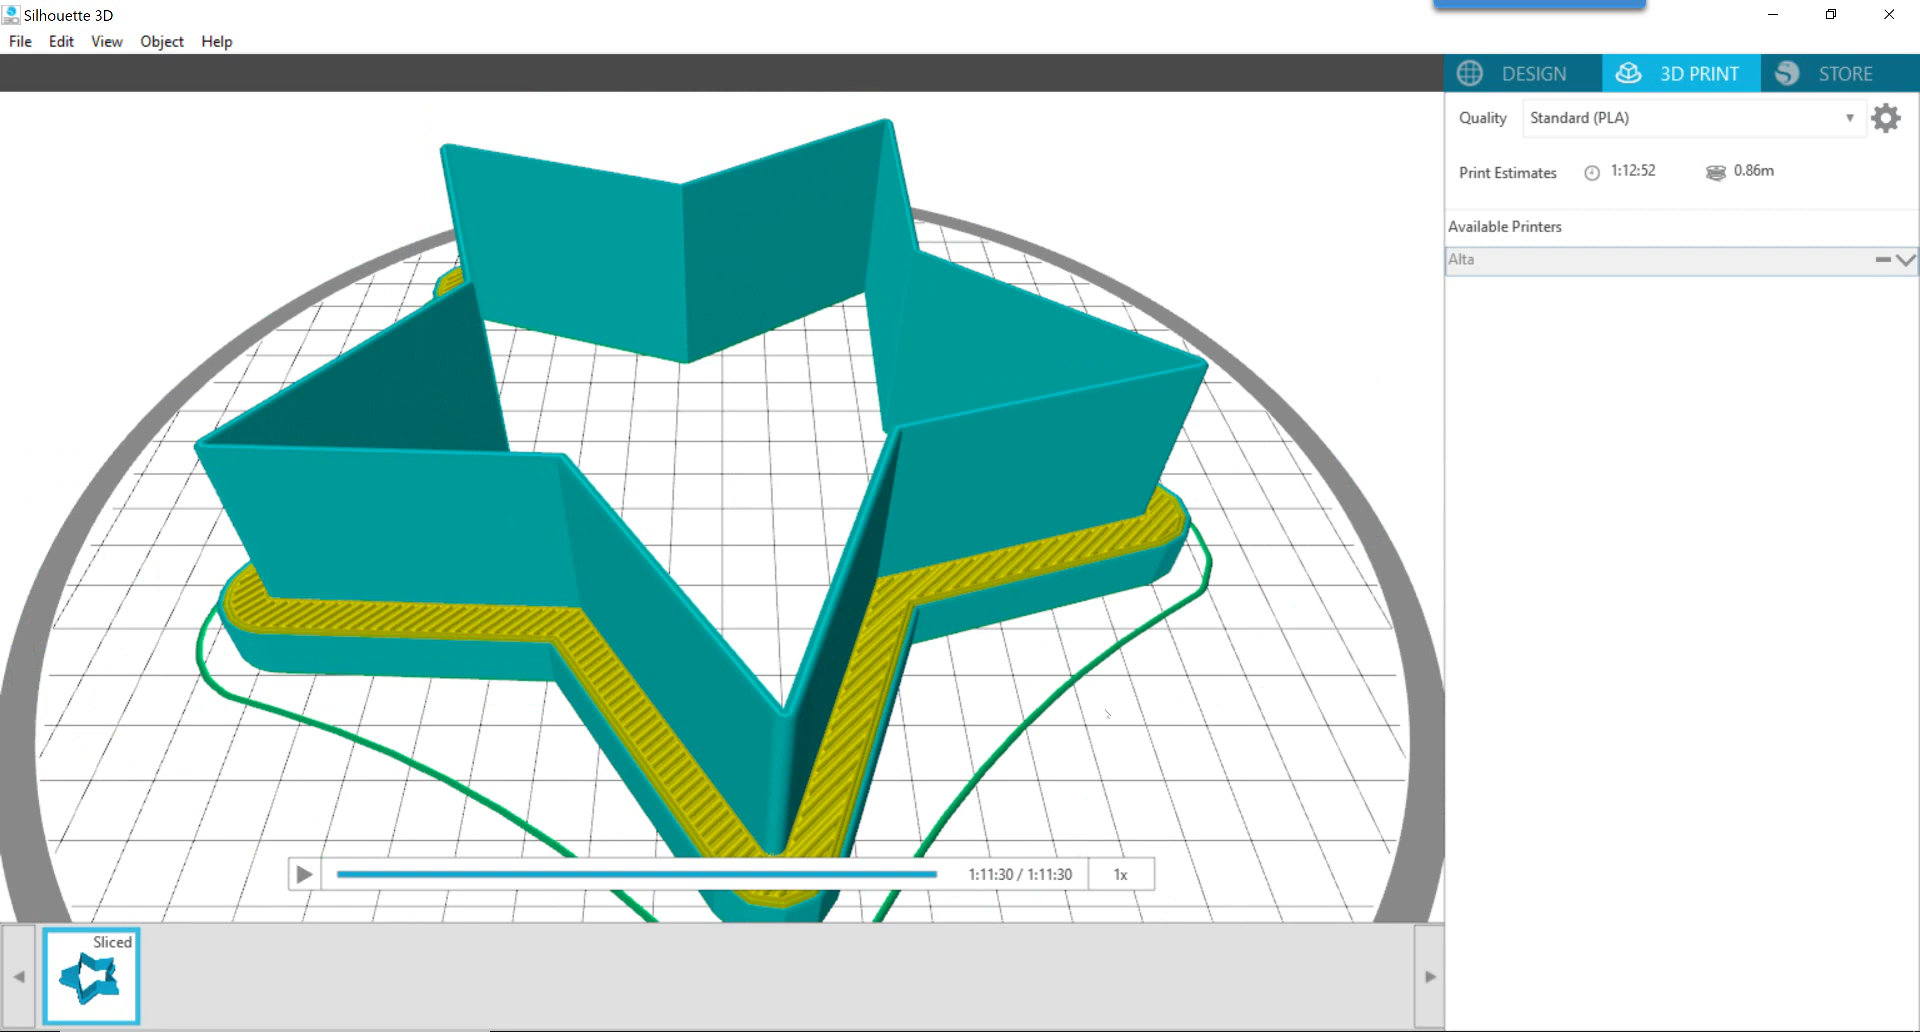 Silhouette 3D
File Edit View Object Help
DESIGN 3D PRINT STORE
Quality Standard (PLA)
Print Estimates 1:12:52 0.86m
Available Printers
Alta
1:11:30 / 1:11:30 1x
Sliced